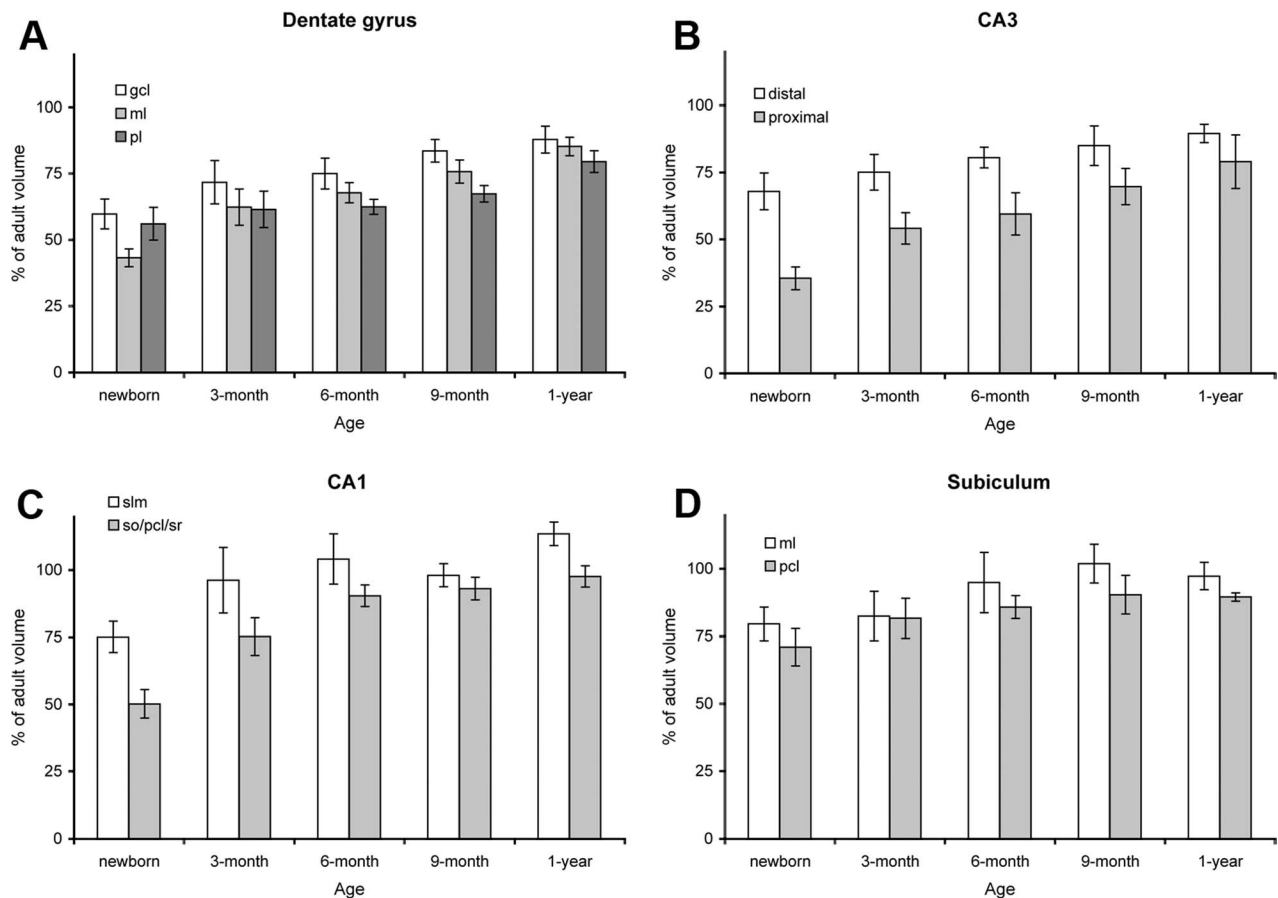 A
Dentate gyrus
gcl
ml
pl
% of adult volume
100
75
50
25
0
newborn 3-month 6-month 9-month 1-year
Age
B
CA3
distal
proximal
% of adult volume
100
75
50
25
0
newborn 3-month 6-month 9-month 1-year
Age
C
CA1
slm
so/pcl/sr
% of adult volume
100
75
50
25
0
newborn 3-month 6-month 9-month 1-year
Age
D
Subiculum
ml
pcl
% of adult volume
100
75
50
25
0
newborn 3-month 6-month 9-month 1-year
Age